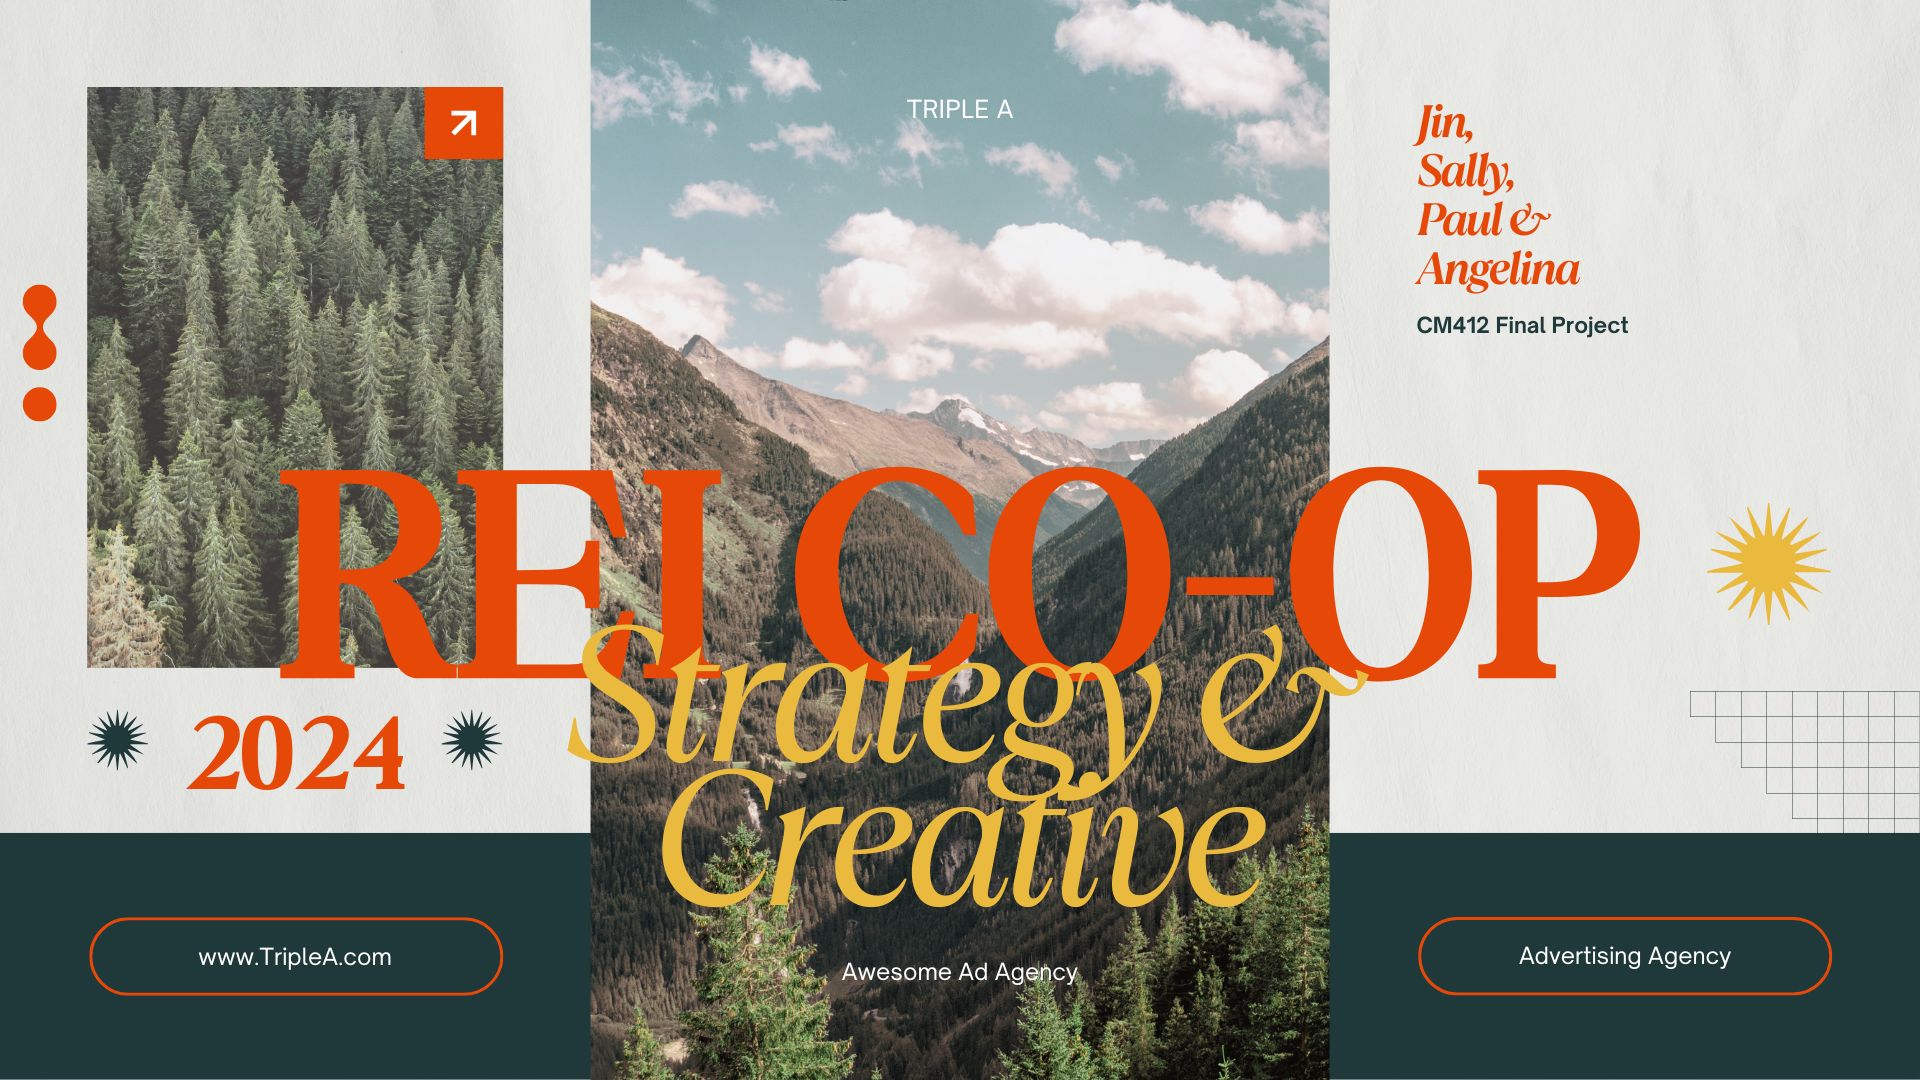 TRIPLE A
Jin,
Sally,
Paul &
Angelina
CM412 Final Project
REI CO-OP
Strategy &
Creative
2024
www.TripleA.com
Awesome Ad Agency
Advertising Agency